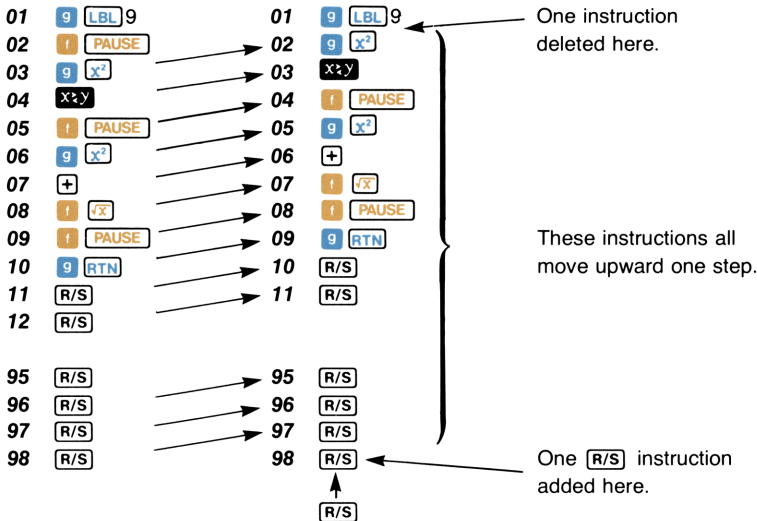 01 g LBL 9 01 g LBL 9 One instruction
02 f PAUSE 02 g x² deleted here.
03 g x² 03 x⇄y
04 x⇄y 04 f PAUSE
05 f PAUSE 05 g x²
06 g x² 06 +
07 + 07 f √x
08 f √x 08 f PAUSE
09 f PAUSE 09 g RTN These instructions all
10 g RTN 10 R/S move upward one step.
11 R/S 11 R/S
12 R/S
95 R/S 95 R/S
96 R/S 96 R/S
97 R/S 97 R/S
98 R/S 98 R/S One R/S instruction
added here.
R/S